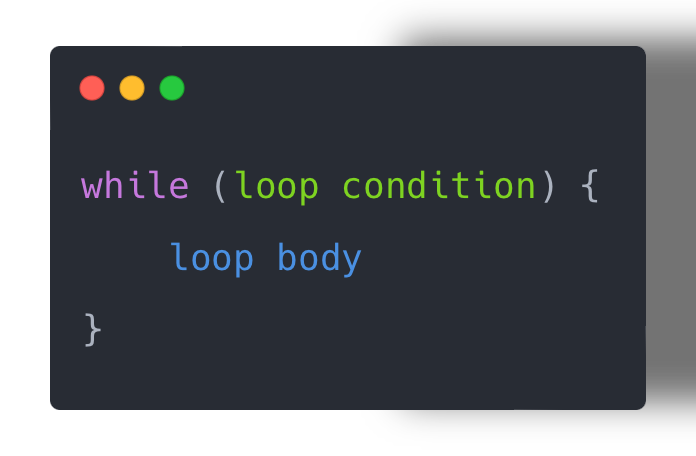 while (loop condition) {
loop body
}